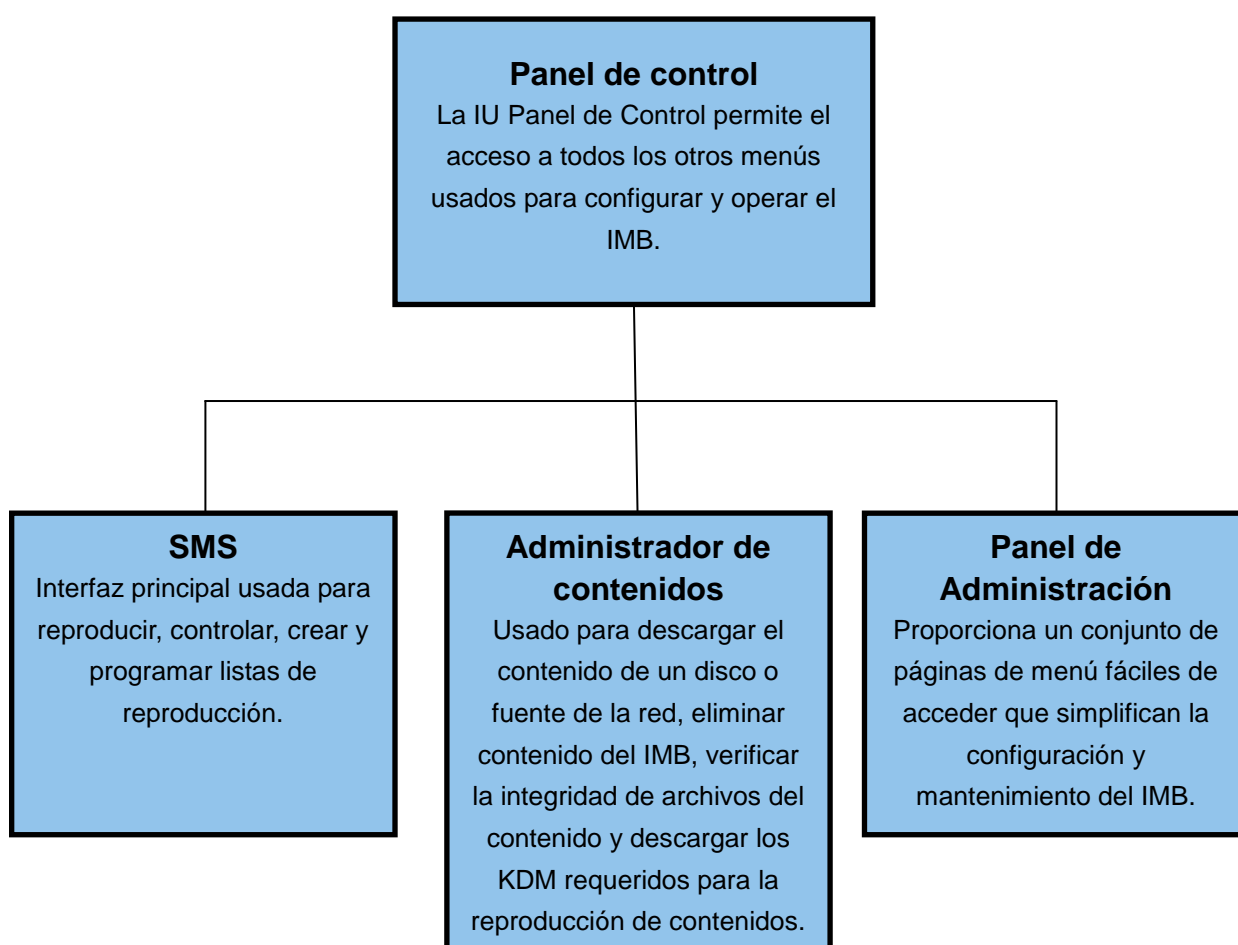 Panel de control
La IU Panel de Control permite el
acceso a todos los otros menús
usados para configurar y operar el
IMB.
SMS
Interfaz principal usada para
reproducir, controlar, crear y
programar listas de
reproducción.
Administrador de
contenidos
Usado para descargar el
contenido de un disco o
fuente de la red, eliminar
contenido del IMB, verificar
la integridad de archivos del
contenido y descargar los
KDM requeridos para la
reproducción de contenidos.
Panel de
Administración
Proporciona un conjunto de
páginas de menú fáciles de
acceder que simplifican la
configuración y
mantenimiento del IMB.